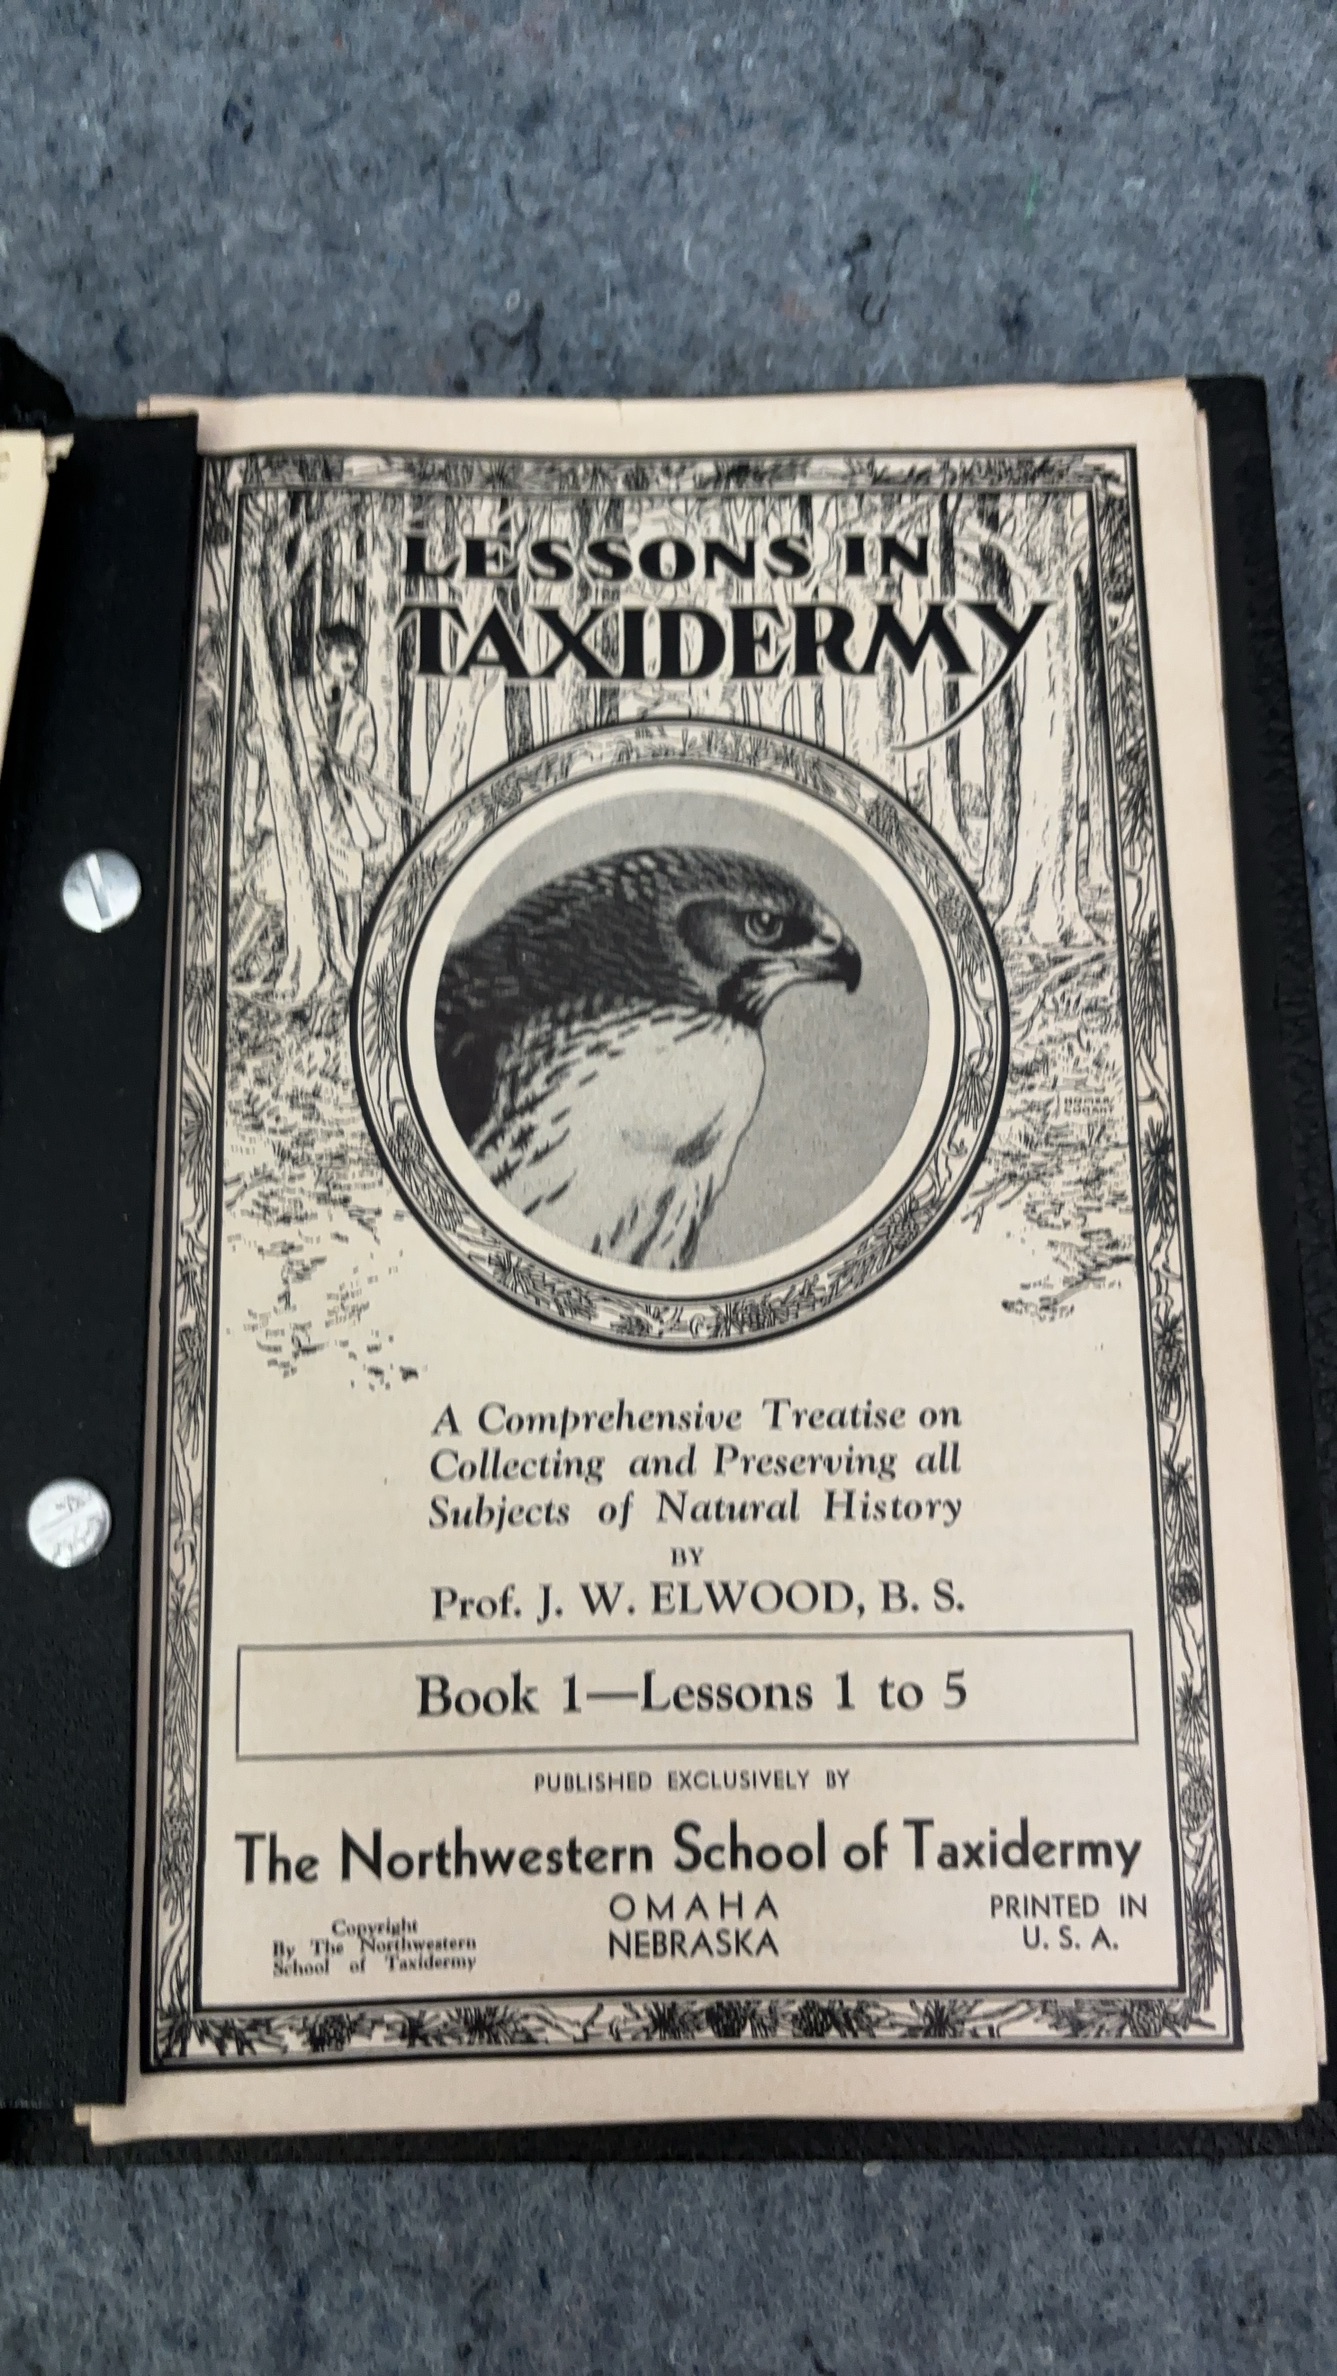 LESSONS IN
TAXIDERMY
A Comprehensive Treatise on
Collecting and Preserving all
Subjects of Natural History
BY
Prof. J. W. ELWOOD, B. S.
Book 1—Lessons 1 to 5
PUBLISHED EXCLUSIVELY BY
The Northwestern School of Taxidermy
Copyright
By The Northwestern
School of Taxidermy
OMAHA
NEBRASKA
PRINTED IN
U. S. A.